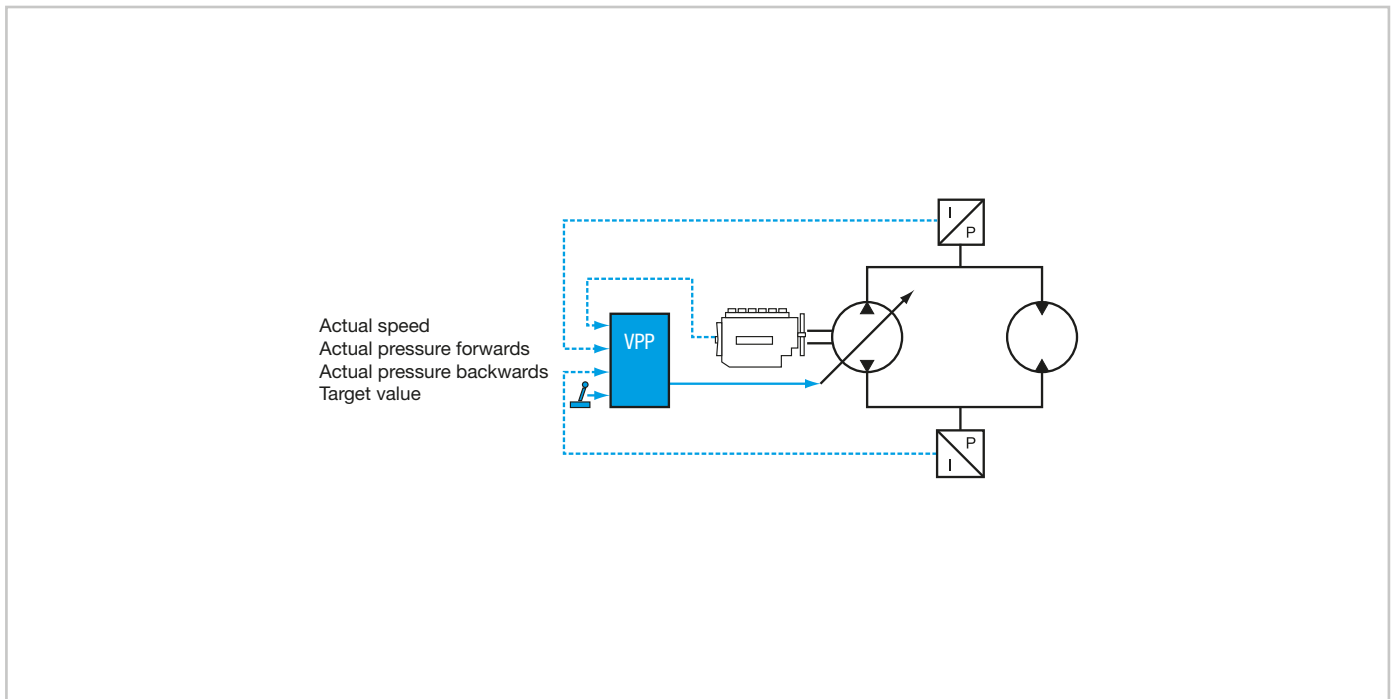 I
P
Actual speed
Actual pressure forwards
Actual pressure backwards
Target value
VPP
P
I